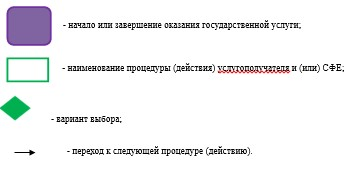 - начало или завершение оказания государственной услуги;
- наименование процедуры (действия) услугополучателя и (или) СФЕ;
- вариант выбора;
- переход к следующей процедуре (действию).